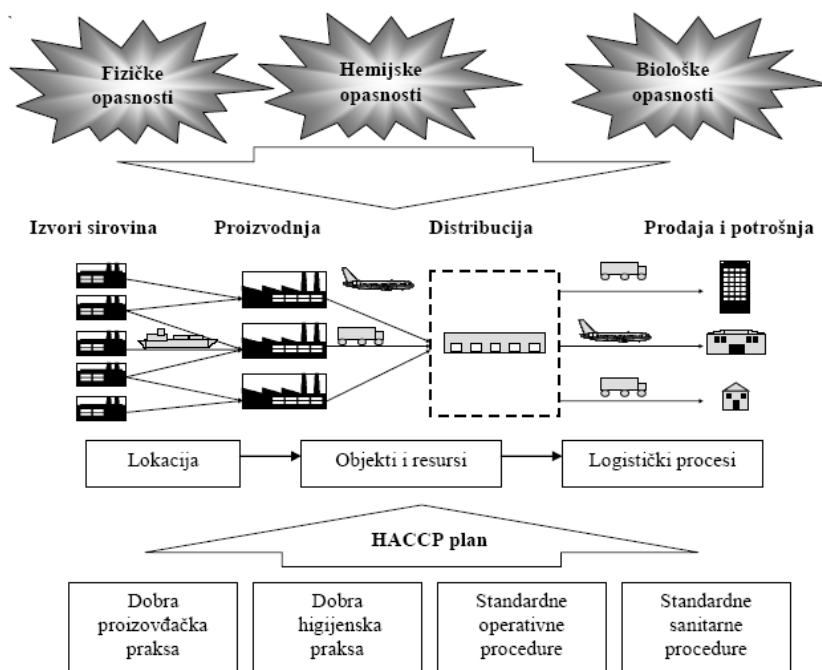 Fizičke
opasnosti
Hemijske
opasnosti
Biološke
opasnosti
Izvori sirovina
Proizvodnja
Distribucija
Prodaja i potrošnja
Lokacija
Objekti i resursi
Logistički procesi
HACCP plan
Dobra
proizovđačka
praksa
Dobra
higijenska
praksa
Standardne
operativne
procedure
Standardne
sanitarne
procedure